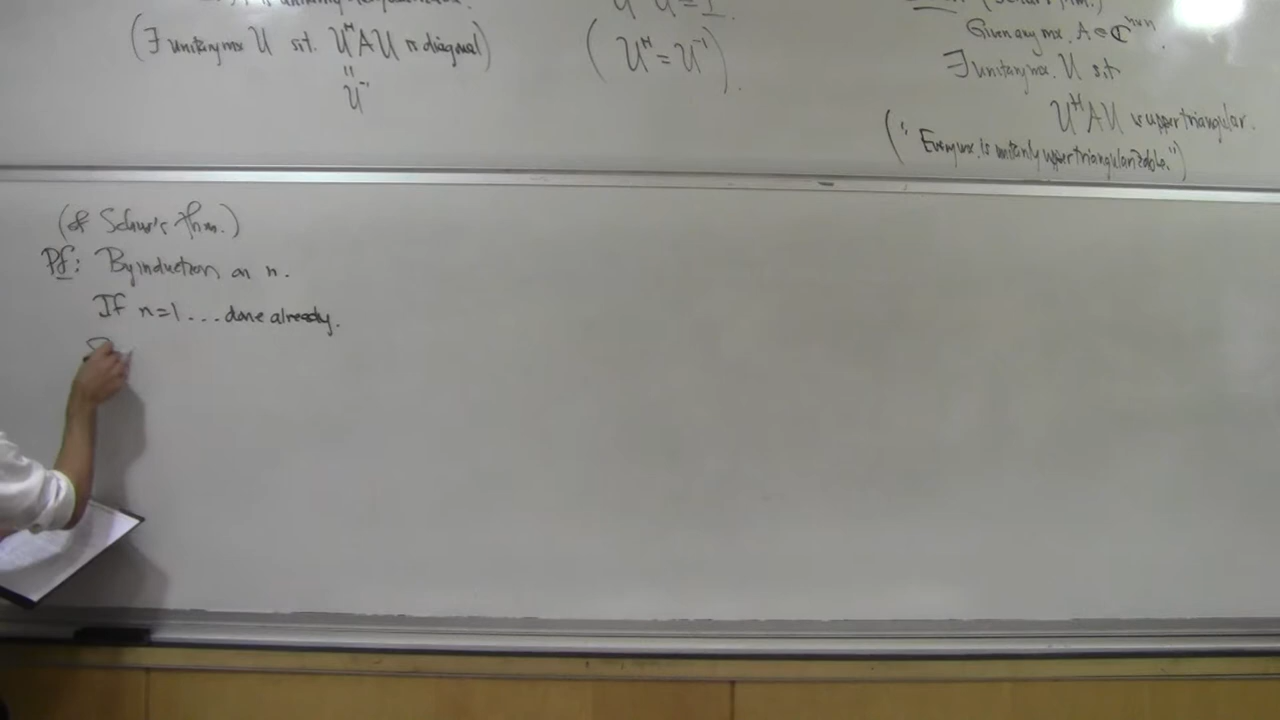 (∃ unitary mx U s.t. U^H A U is diagonal)
"
U^-1
U^H U = I.
(U^H = U^-1).
(Schur's thm.)
Given any mx. A ∈ ℂ^n×n.
∃ unitary mx. U s.t
U^H A U is upper triangular.
("Every mx. is unitarily upper triangularizable.")
(of Schur's thm.)
Pf: By induction on n.
If n=1 ... done already.